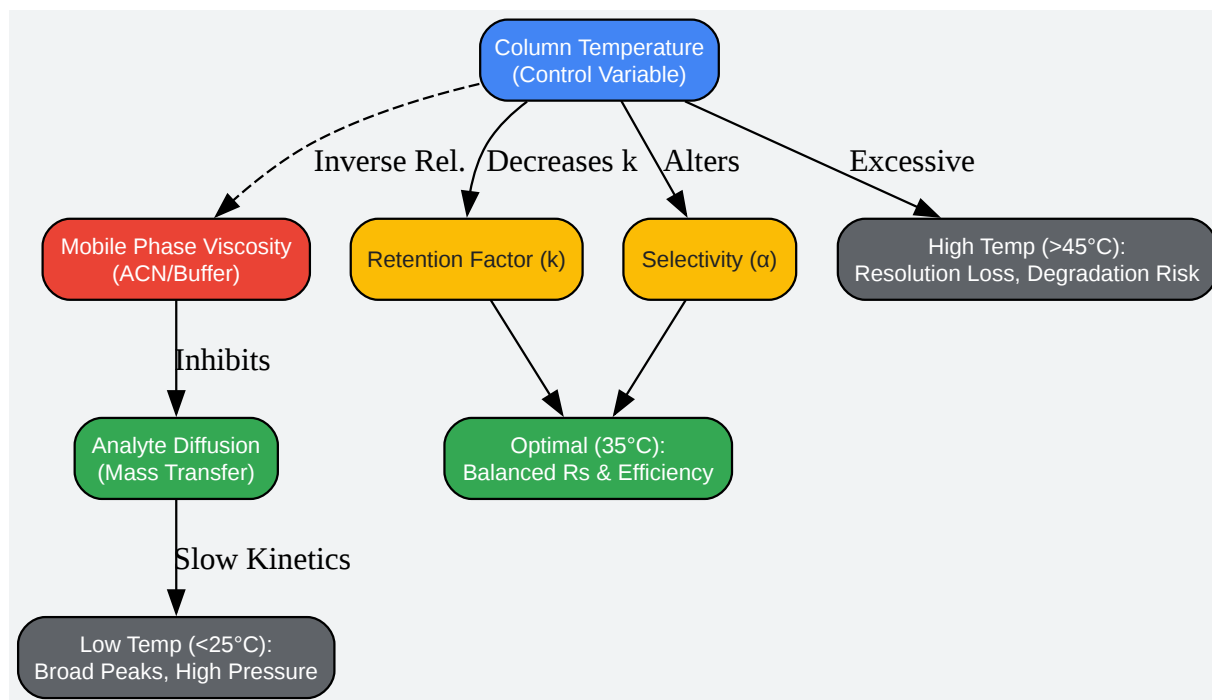 Column Temperature
(Control Variable)
Inverse Rel.
Decreases k
Alters
Excessive
Mobile Phase Viscosity
(ACN/Buffer)
Retention Factor (k)
Selectivity (α)
High Temp (>45°C):
Resolution Loss, Degradation Risk
Inhibits
Analyte Diffusion
(Mass Transfer)
Optimal (35°C):
Balanced Rs & Efficiency
Slow Kinetics
Low Temp (<25°C):
Broad Peaks, High Pressure